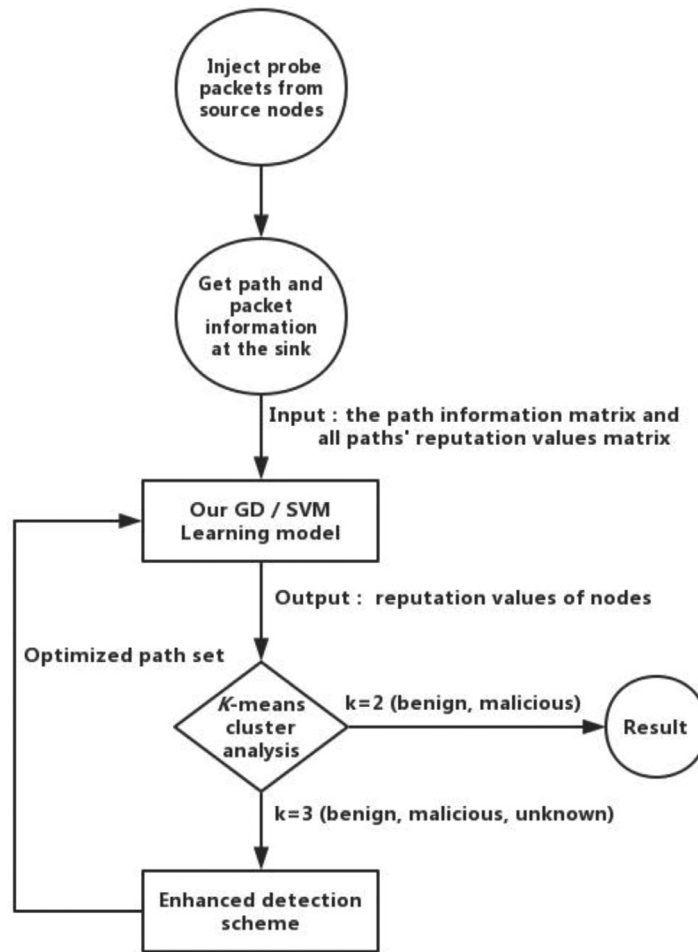 Inject probe
packets from
source nodes
Get path and
packet
information
at the sink
Input : the path information matrix and
all paths' reputation values matrix
Our GD / SVM
Learning model
Output : reputation values of nodes
Optimized path set
K-means
cluster
analysis
k=2 (benign, malicious)
Result
k=3 (benign, malicious, unknown)
Enhanced detection
scheme